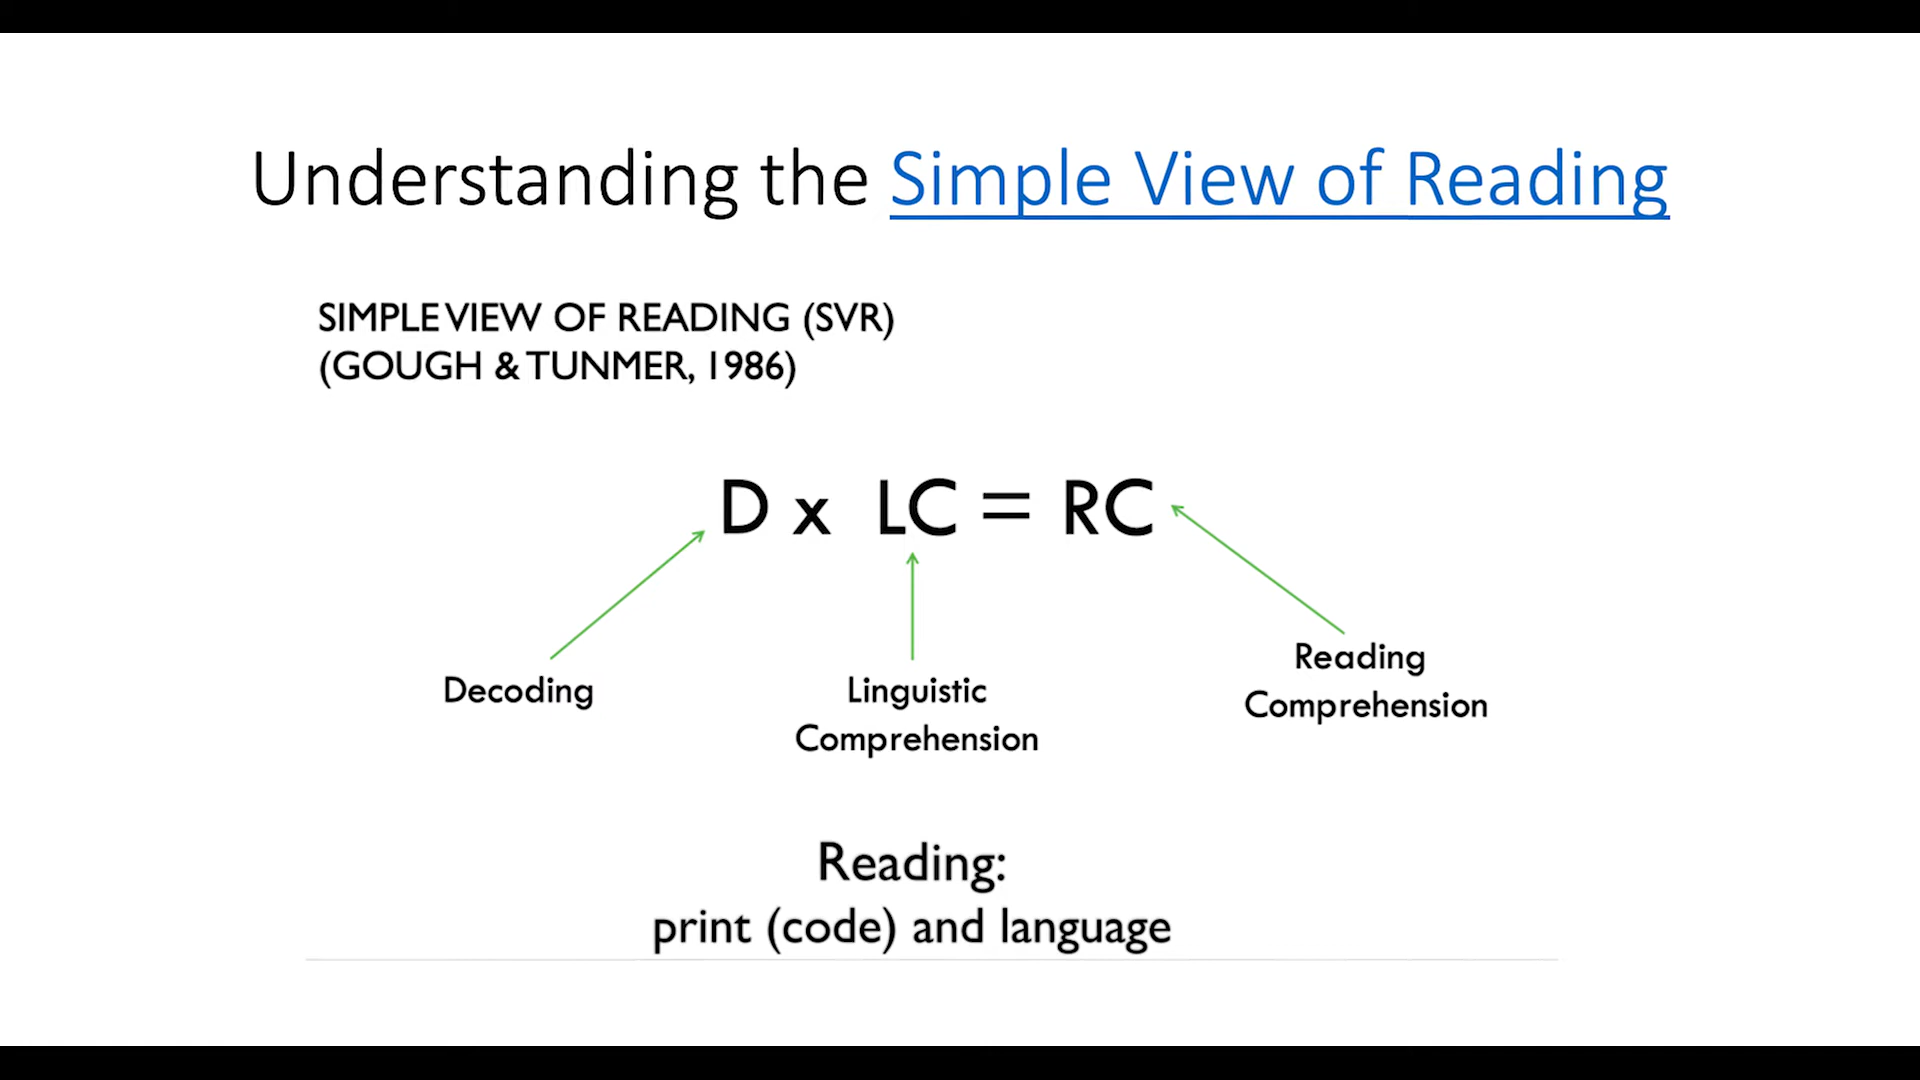 Understanding the Simple View of Reading
SIMPLE VIEW OF READING (SVR)
(GOUGH & TUNMER, 1986)
D x LC = RC
Decoding
Linguistic
Comprehension
Reading
Comprehension
Reading:
print (code) and language